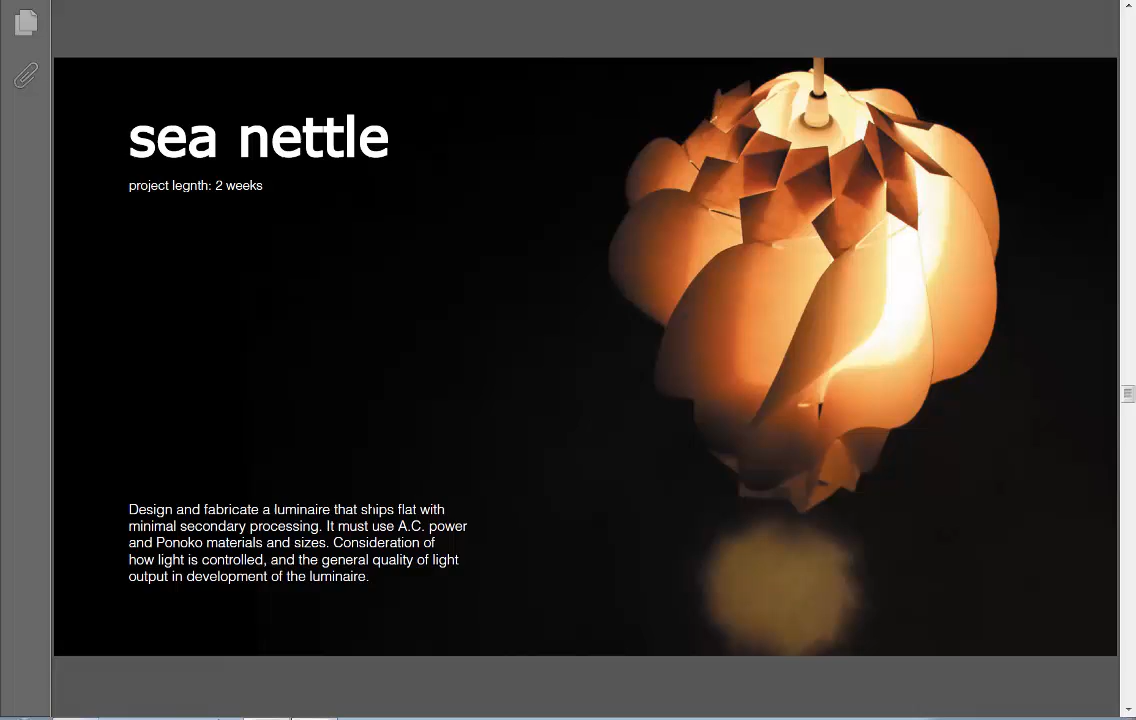 sea nettle
project legnth: 2 weeks
Design and fabricate a luminaire that ships flat with
minimal secondary processing. It must use A.C. power
and Ponoko materials and sizes. Consideration of
how light is controlled, and the general quality of light
output in development of the luminaire.